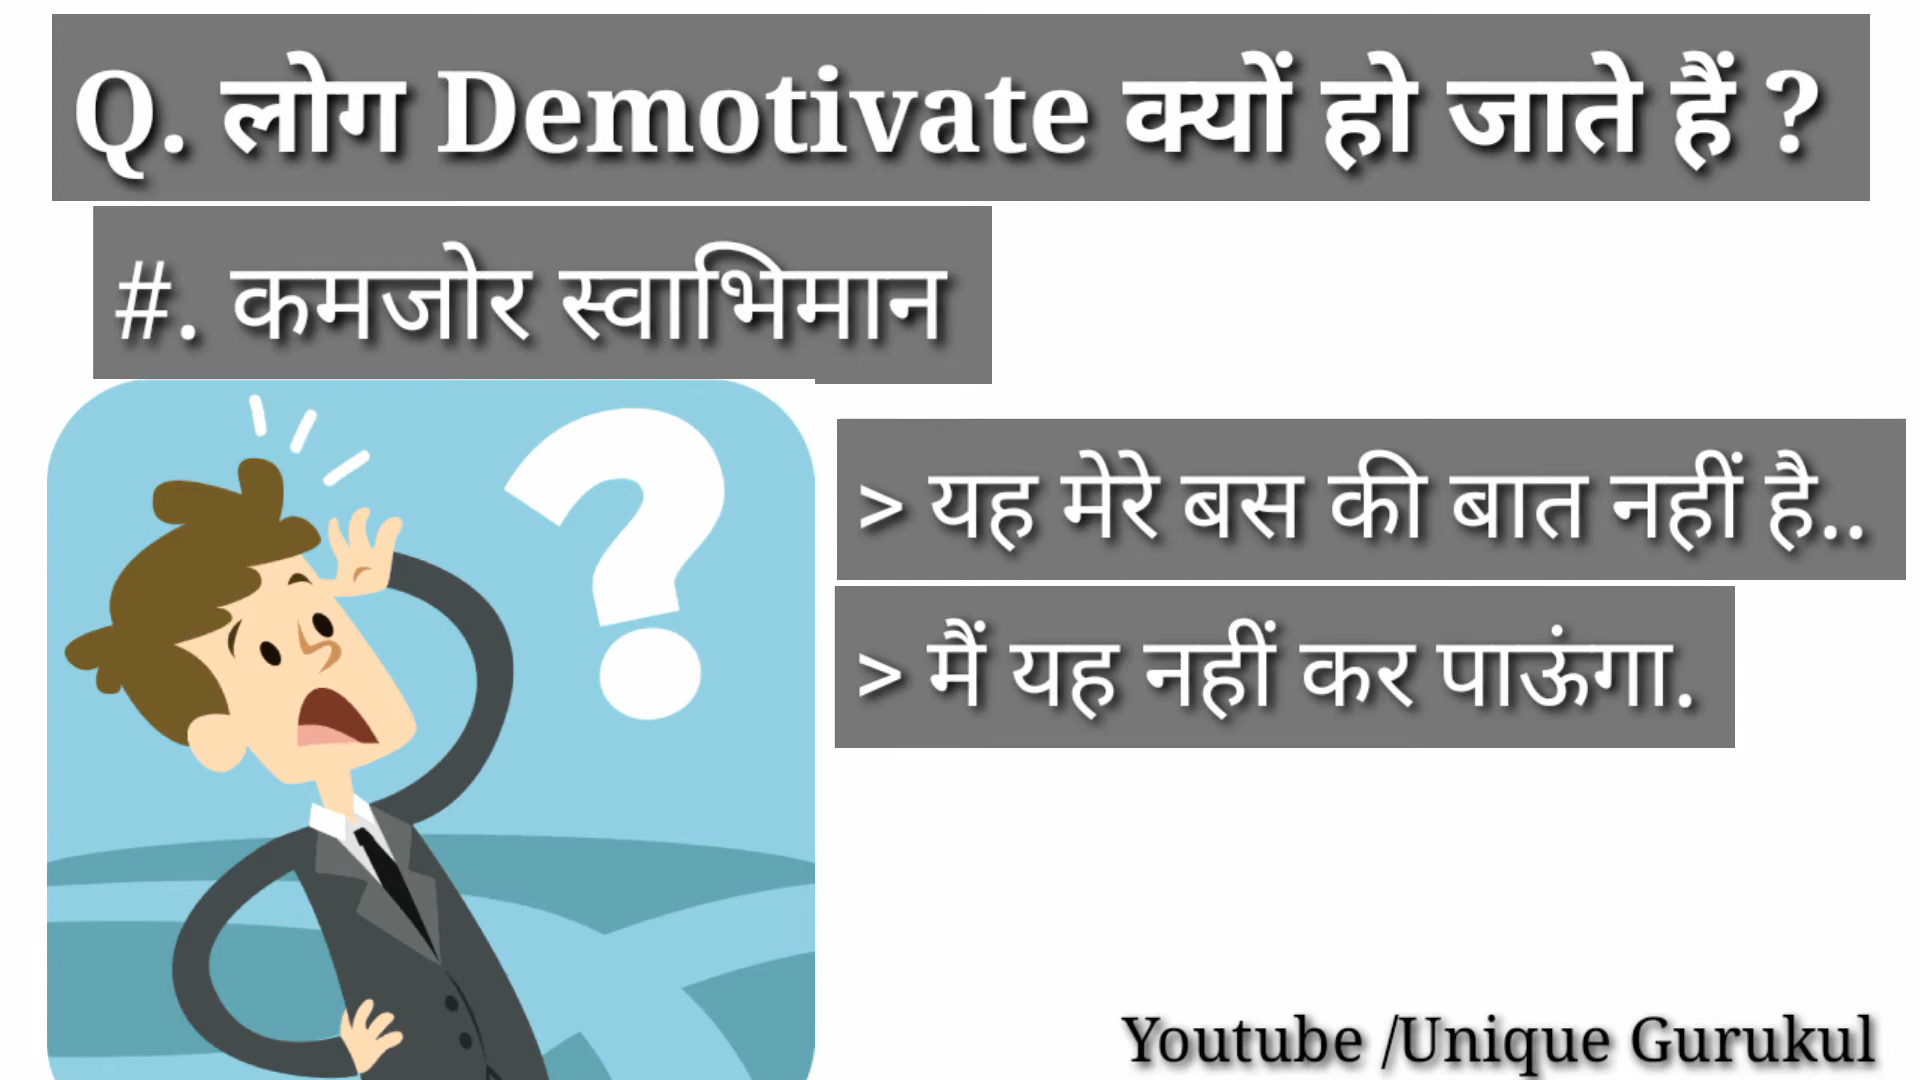 Q. लोग Demotivate क्यों हो जाते हैं ?
#. कमजोर स्वाभिमान
?
> यह मेरे बस की बात नहीं है..
> मैं यह नहीं कर पाऊंगा.
Youtube /Unique Gurukul